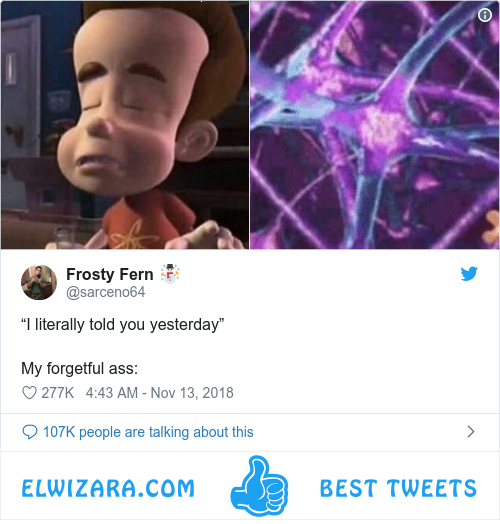 Frosty Fern
@sarceno64
“I literally told you yesterday”
My forgetful ass:
277K 4:43 AM - Nov 13, 2018
107K people are talking about this
ELWIZARA.COM BEST TWEETS